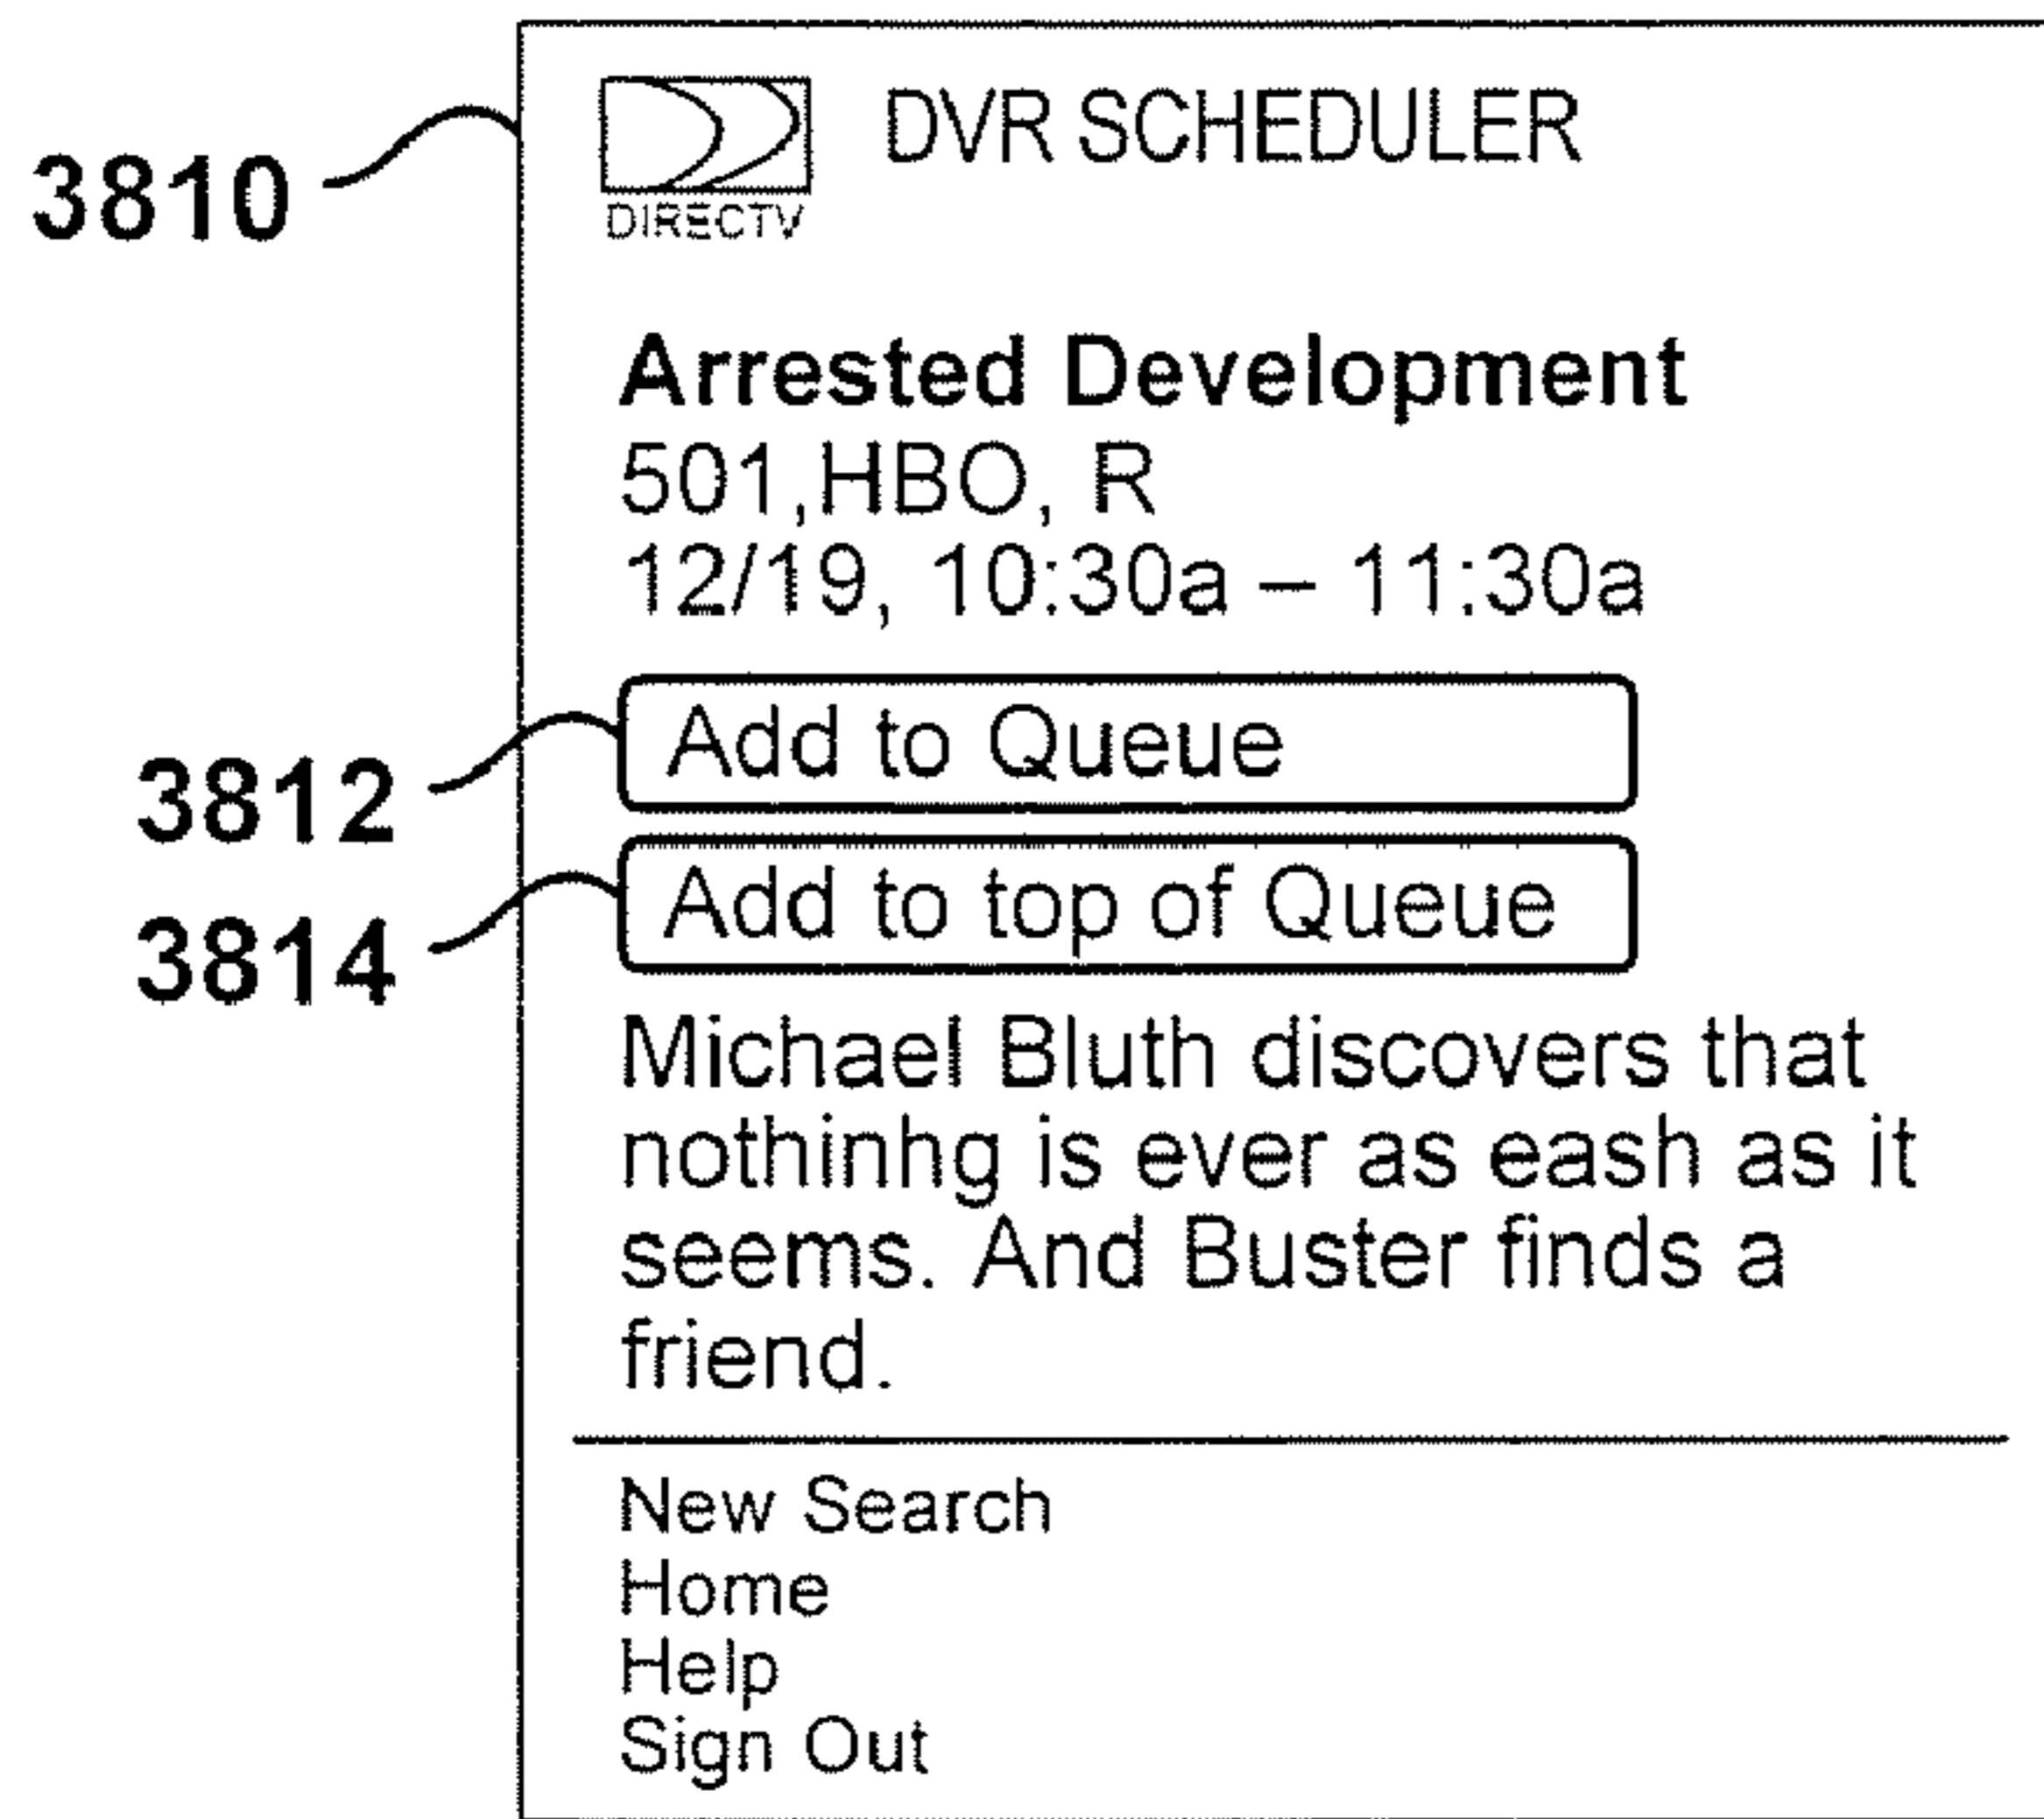 3810
DVR SCHEDULER
DIRECTV
Arrested Development
501,HBO, R
12/19, 10:30a – 11:30a
3812
Add to Queue
3814
Add to top of Queue
Michael Bluth discovers that
nothinhg is ever as eash as it
seems. And Buster finds a
friend.
New Search
Home
Help
Sign Out